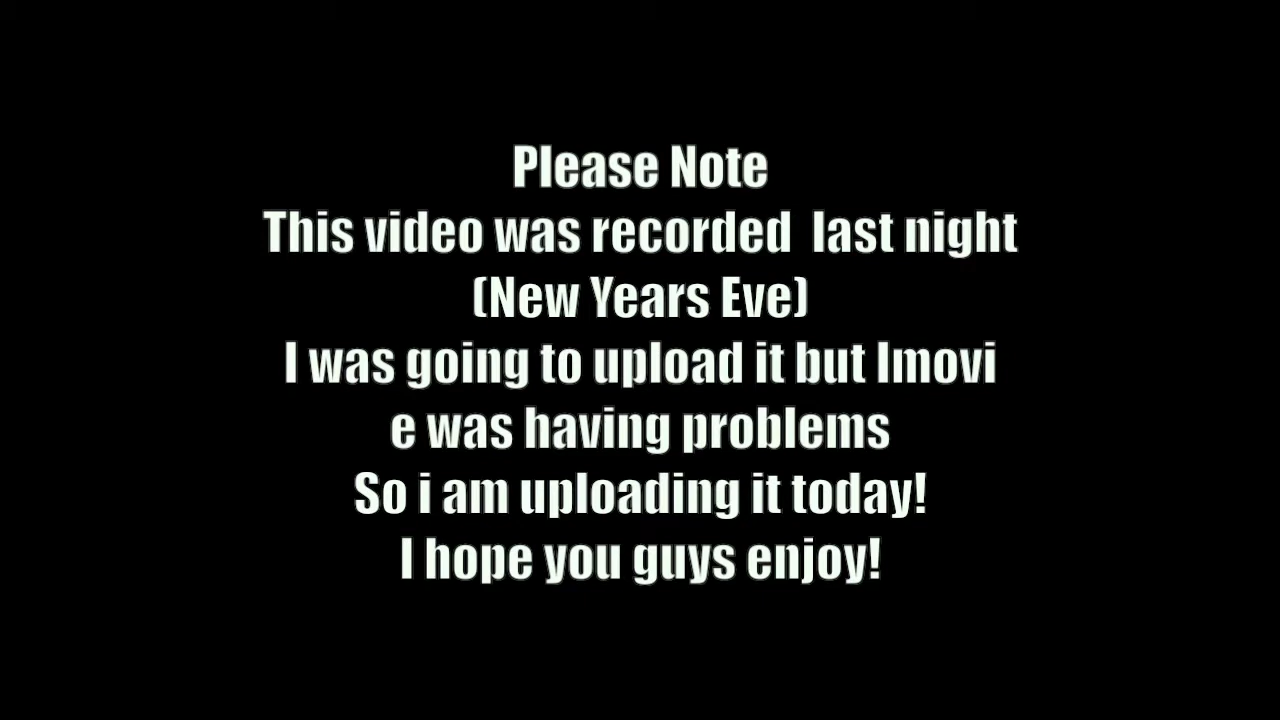 Please Note
This video was recorded  last night
(New Years Eve)
I was going to upload it but Imovi
e was having problems
So i am uploading it today!
I hope you guys enjoy!